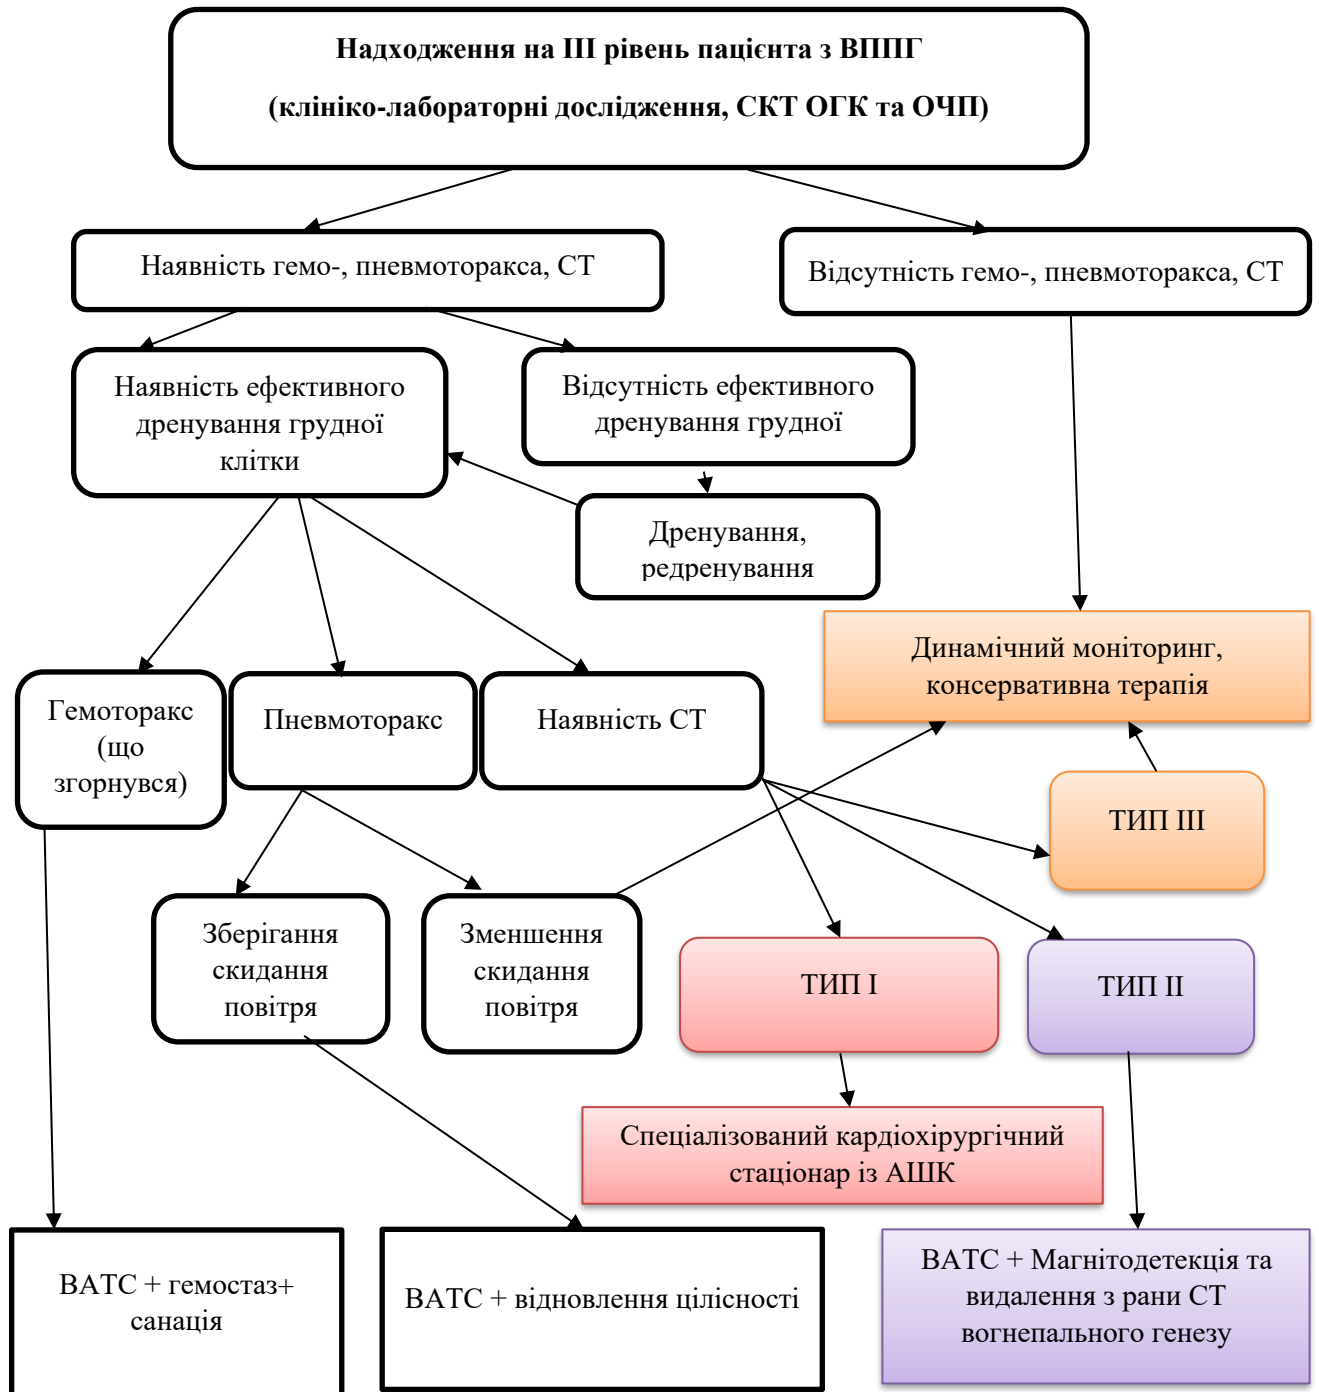 Надходження на ІІІ рівень пацієнта з ВППГ
(клініко-лабораторні дослідження, СКТ ОГК та ОЧП)
Наявність гемо-, пневмоторакса, СТ
Відсутність гемо-, пневмоторакса, СТ
Наявність ефективного
дренування грудної
клітки
Відсутність ефективного
дренування грудної
Дренування,
редренування
Динамічний моніторинг,
консервативна терапія
Гемоторакс
(що
згорнувся)
Пневмоторакс
Наявність СТ
ТИП ІІІ
Зберігання
скидання
повітря
Зменшення
скидання
повітря
ТИП І
ТИП ІІ
Спеціалізований кардіохірургічний
стаціонар із АШК
ВАТС + гемостаз+
санація
ВАТС + відновлення цілісності
ВАТС + Магнітодетекція та
видалення з рани СТ
вогнепального генезу